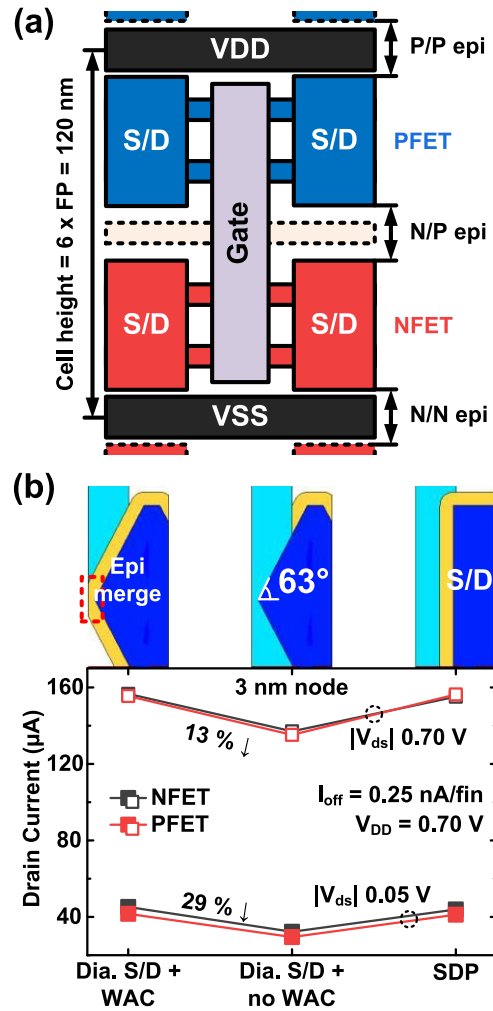 (a)
VDD
P/P epi
S/D
S/D
PFET
Cell height = 6 x FP = 120 nm
Gate
N/P epi
S/D
S/D
NFET
VSS
N/N epi
(b)
Epi
merge
63°
S/D
3 nm node
160
13 % ↓
|Vds| 0.70 V
120
NFET
PFET
Ioff = 0.25 nA/fin
VDD = 0.70 V
Drain Current (µA)
80
29 % ↓
|Vds| 0.05 V
40
Dia. S/D +
WAC
Dia. S/D +
no WAC
SDP